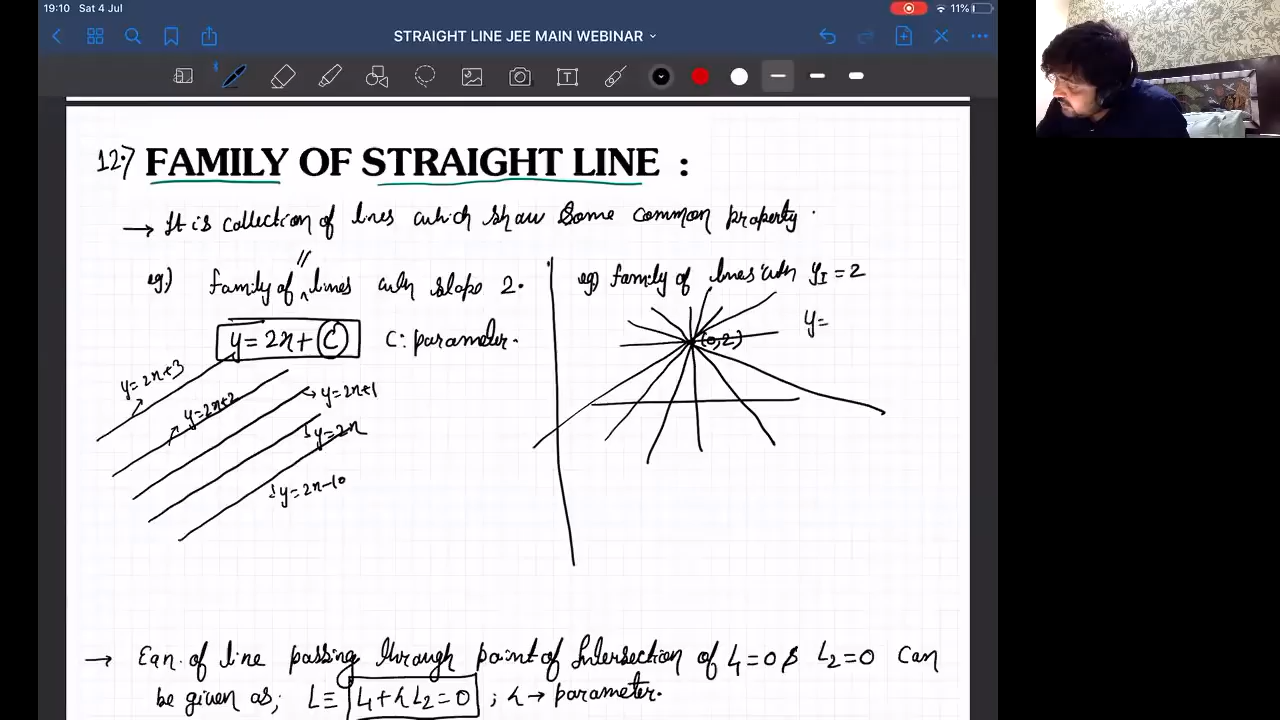 19:10 Sat 4 Jul
11%
STRAIGHT LINE JEE MAIN WEBINAR
T
12.7 FAMILY OF STRAIGHT LINE :
→ It is collection of lines which show some common property.
eg.) Family of // lines with slope 2.
y = 2x + C C : parameter.
y = 2x+3
y = 2x+2
y = 2x+1
y = 2x
y = 2x-10
eg.) Family of lines with yI = 2
(0,2)
y =
→ Eqn. of line passing through point of Intersection of L1 = 0 & L2 = 0 can
be given as; L ≡ L1 + λL2 = 0 ; λ → parameter.